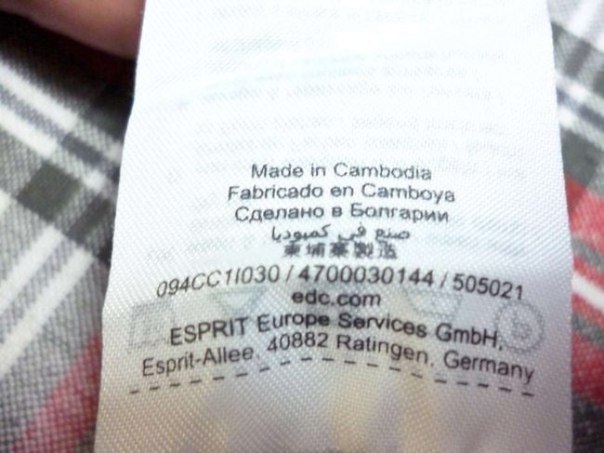 Made in Cambodia
Fabricado en Camboya
Сделано в Болгарии
صنع في كمبوديا
柬埔寨製造
094CC1I030 / 4700030144 / 505021
edc.com
ESPRIT Europe Services GmbH,
Esprit-Allee, 40882 Ratingen, Germany